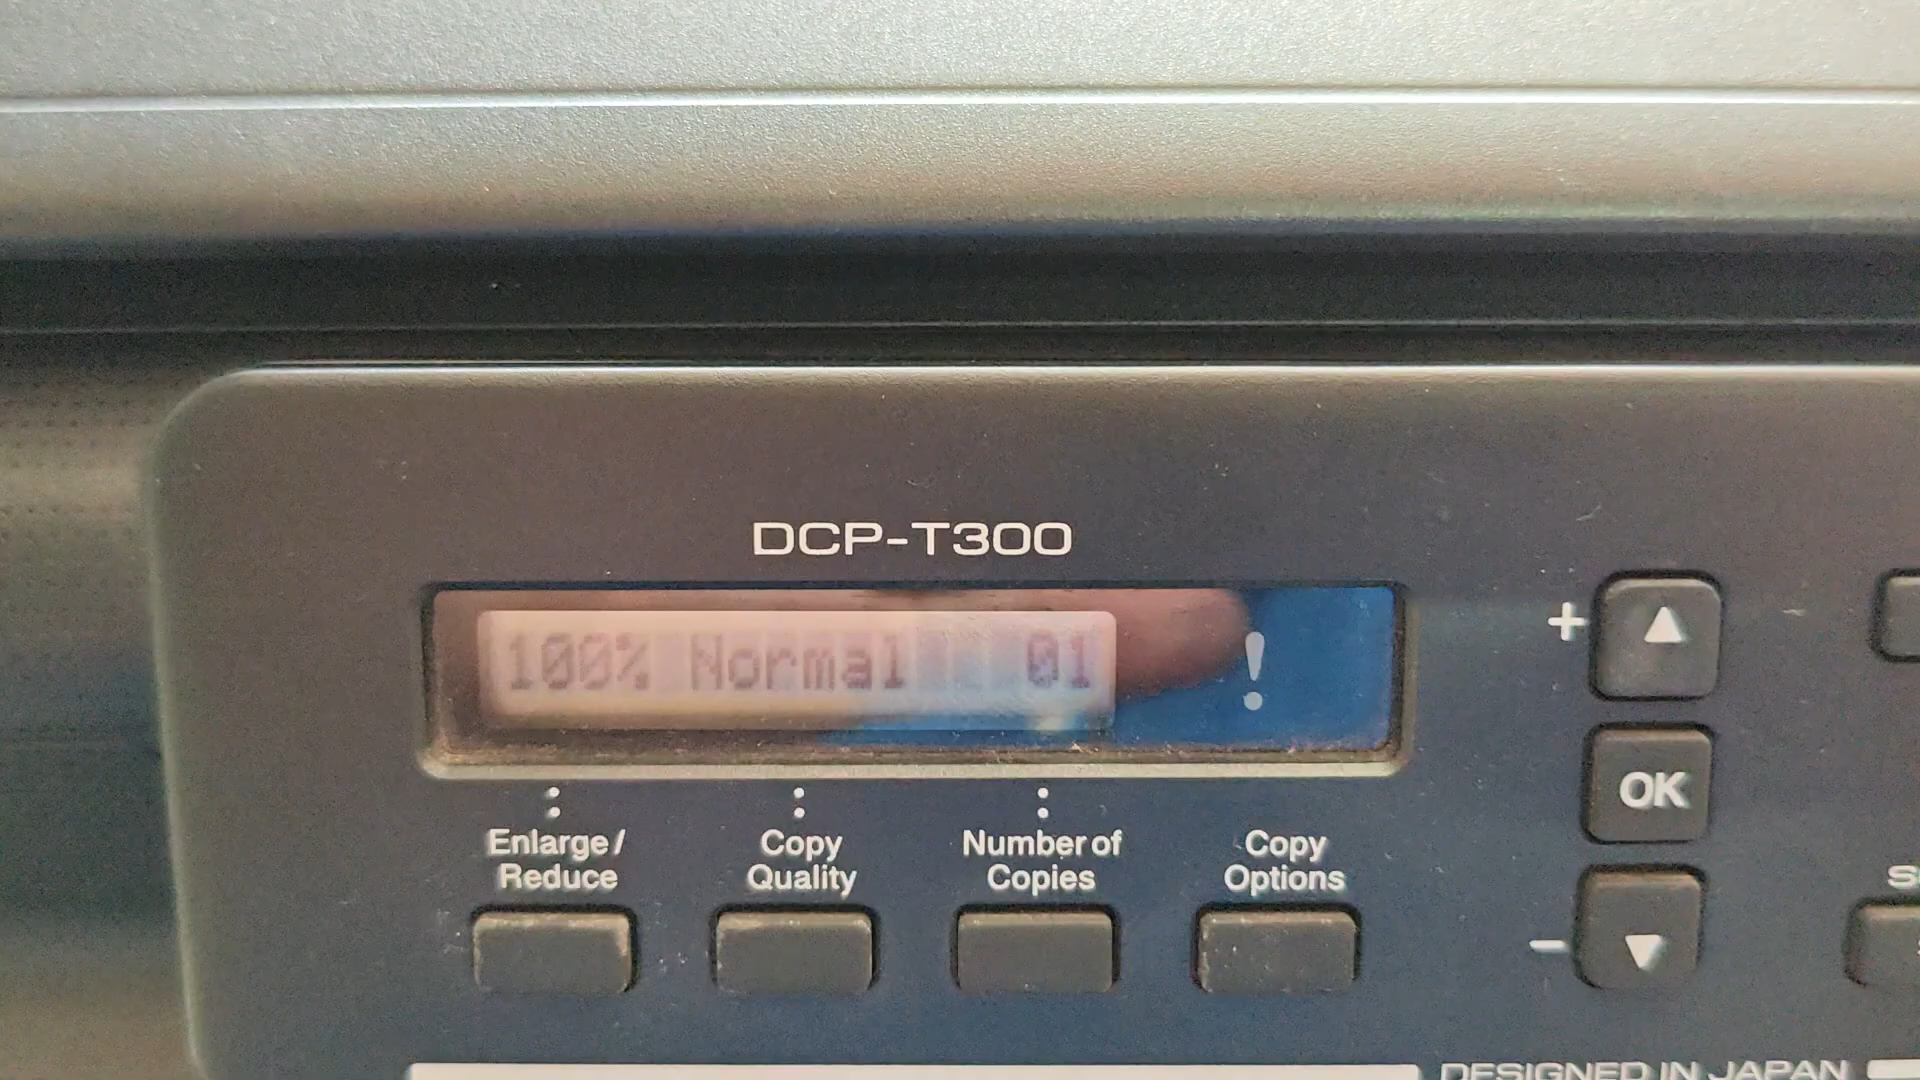 DCP-T300
100% Normal 01
!
Enlarge/
Reduce
Copy
Quality
Number of
Copies
Copy
Options
+
OK
-
DESIGNED IN JAPAN